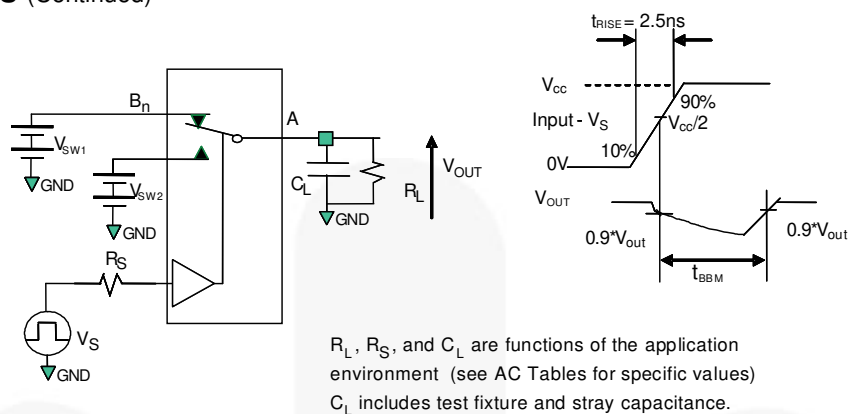 (Continued)
Bn
A
VSW1
GND
VSW2
GND
RS
VS
GND
CL
RL
GND
VOUT
tRISE = 2.5ns
Vcc
90%
Input - VS
Vcc/2
10%
0V
VOUT
0.9*Vout
0.9*Vout
tBBM
RL, RS, and CL are functions of the application
environment (see AC Tables for specific values)
CL includes test fixture and stray capacitance.